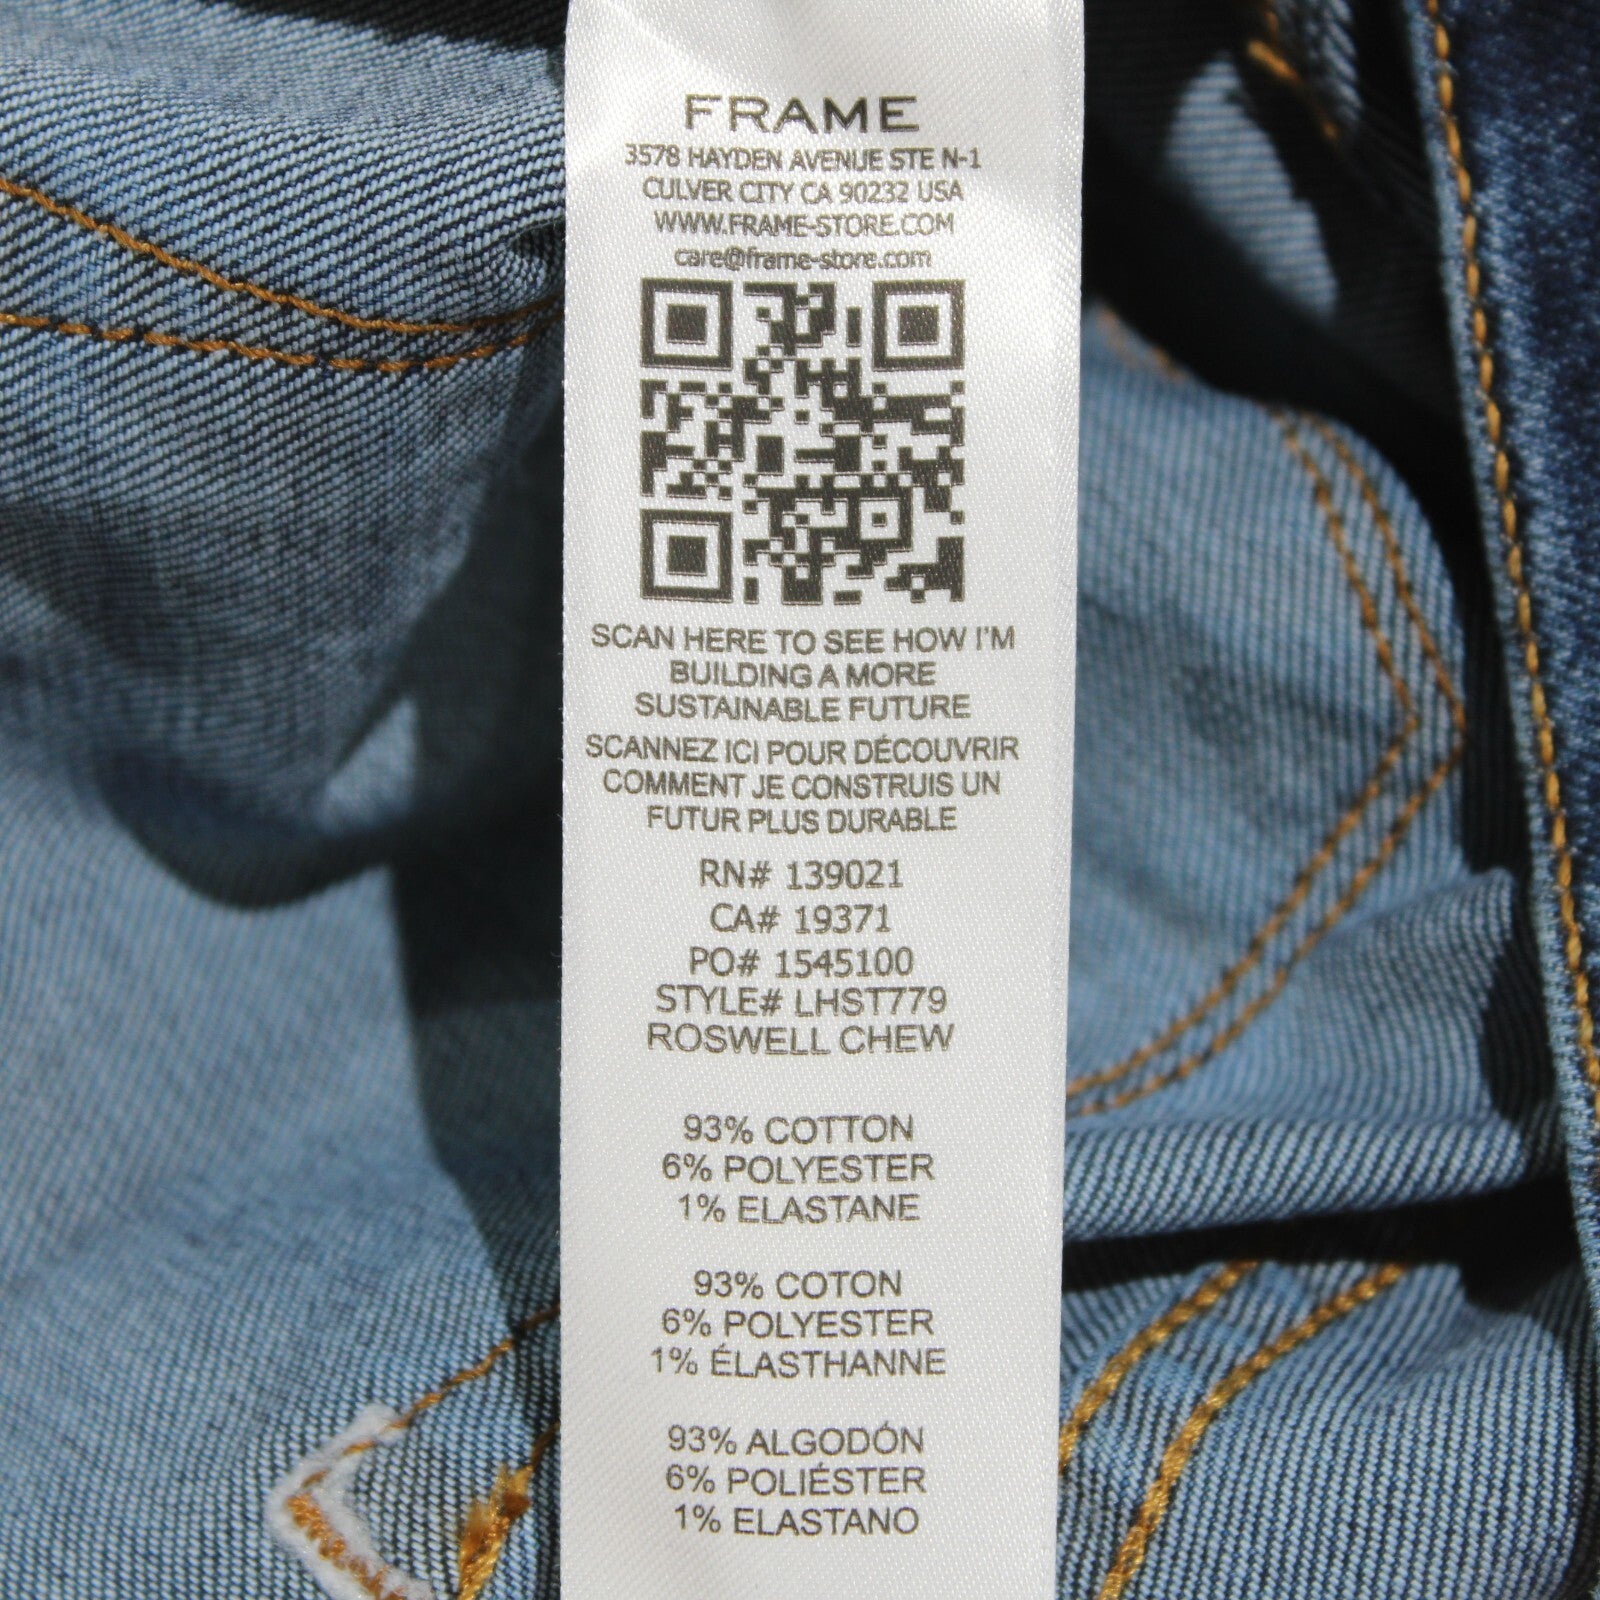 FRAME
3578 HAYDEN AVENUE STE N-1
CULVER CITY CA 90232 USA
WWW.FRAME-STORE.COM
care@frame-store.com
SCAN HERE TO SEE HOW I'M
BUILDING A MORE
SUSTAINABLE FUTURE
SCANNEZ ICI POUR DÉCOUVRIR
COMMENT JE CONSTRUIS UN
FUTUR PLUS DURABLE
RN# 139021
CA# 19371
PO# 1545100
STYLE# LHST779
ROSWELL CHEW
93% COTTON
6% POLYESTER
1% ELASTANE
93% COTON
6% POLYESTER
1% ÉLASTHANNE
93% ALGODÓN
6% POLIÉSTER
1% ELASTANO